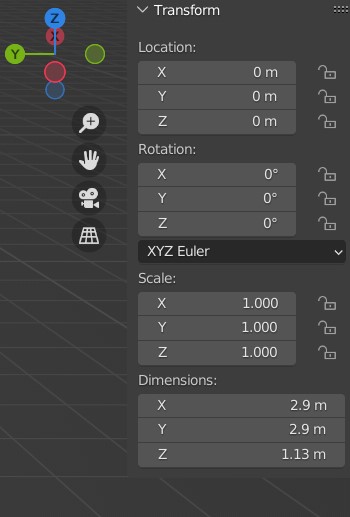 Z
X
Y
Transform
Location:
X 0 m
Y 0 m
Z 0 m
Rotation:
X 0°
Y 0°
Z 0°
XYZ Euler
Scale:
X 1.000
Y 1.000
Z 1.000
Dimensions:
X 2.9 m
Y 2.9 m
Z 1.13 m